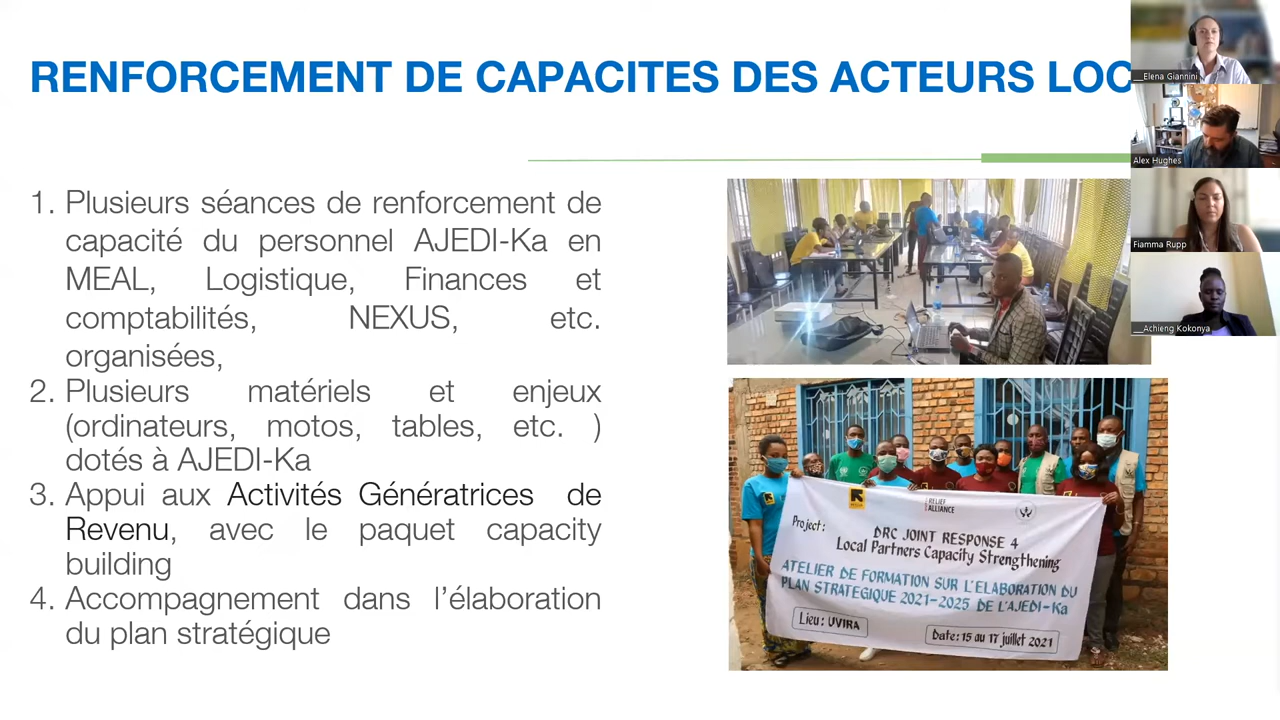 RENFORCEMENT DE CAPACITES DES ACTEURS LOC
1. Plusieurs séances de renforcement de
capacité du personnel AJEDI-Ka en
MEAL, Logistique, Finances et
comptabilités, NEXUS, etc.
organisées,
2. Plusieurs matériels et enjeux
(ordinateurs, motos, tables, etc. )
dotés à AJEDI-Ka
3. Appui aux Activités Génératrices de
Revenu, avec le paquet capacity
building
4. Accompagnement dans l’élaboration
du plan stratégique
__Elena Giannini
Alex Hughes
Fiamma Rupp
__Achieng Kokonya
RELIEF
ALLIANCE
Project: DRC JOINT RESPONSE 4
Local Partners Capacity Strengthening
ATELIER DE FORMATION SUR L'ELABORATION DU
PLAN STRATEGIQUE 2021-2025 DE L'AJEDI-Ka
Lieu: UVIRA
Date: 15 au 17 juillet 2021